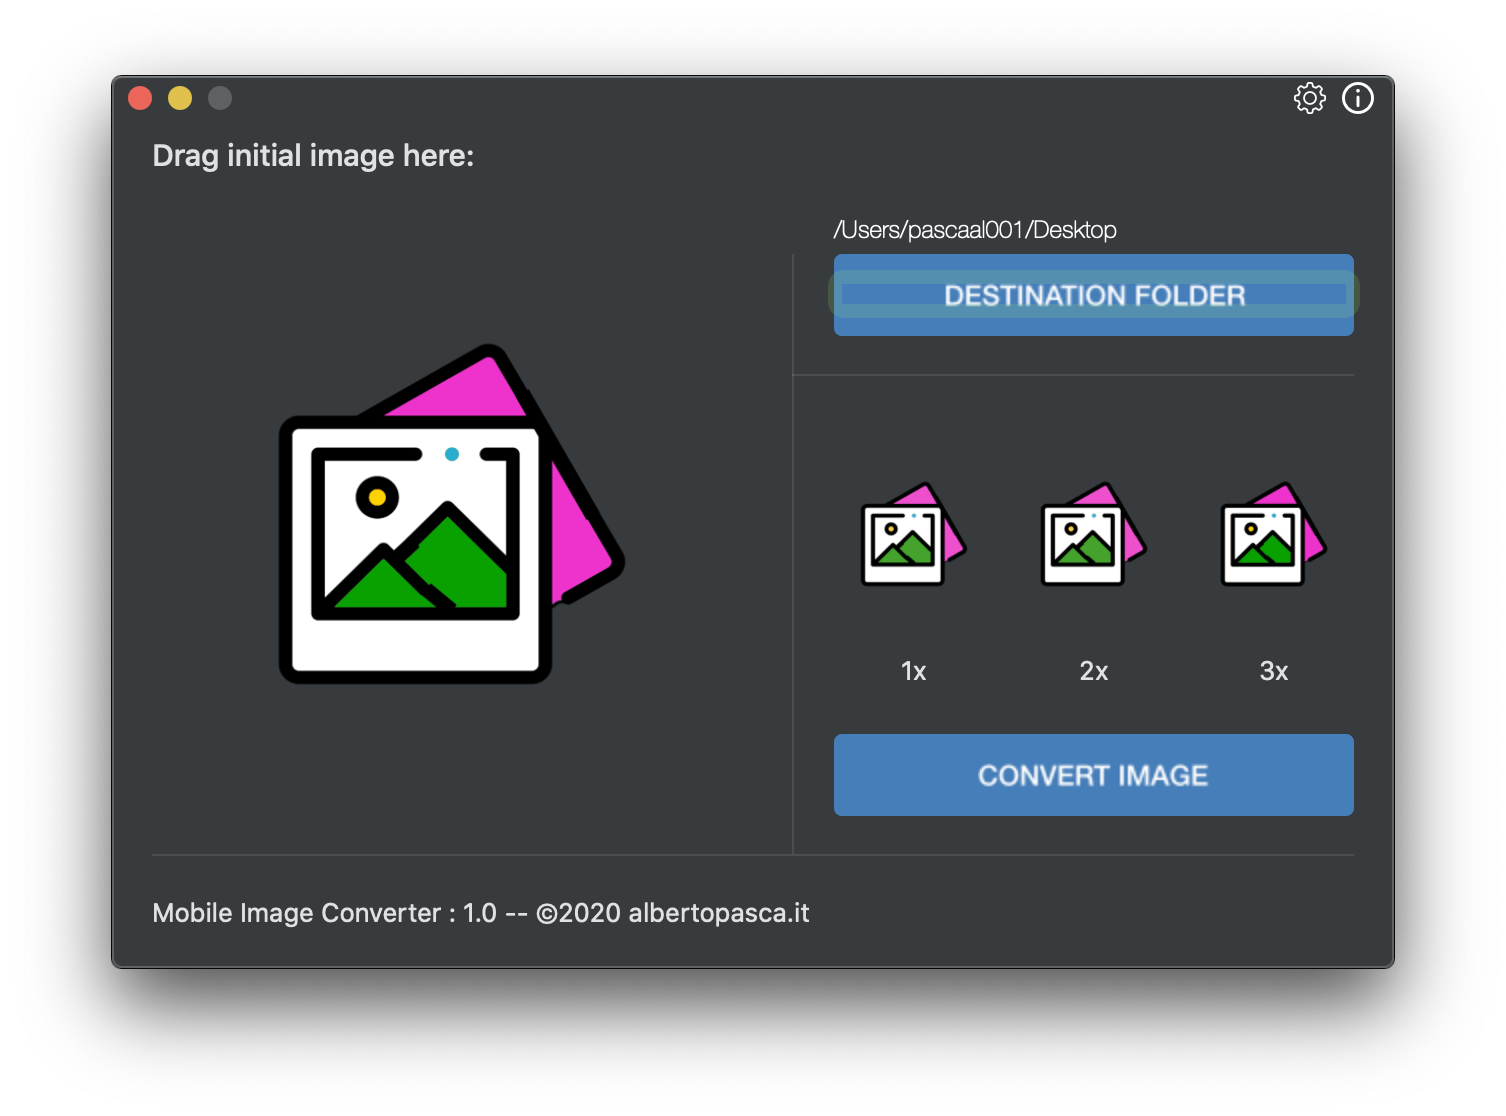 Drag initial image here:
/Users/pascaal001/Desktop
DESTINATION FOLDER
1x
2x
3x
CONVERT IMAGE
Mobile Image Converter : 1.0 -- ©2020 albertopasca.it